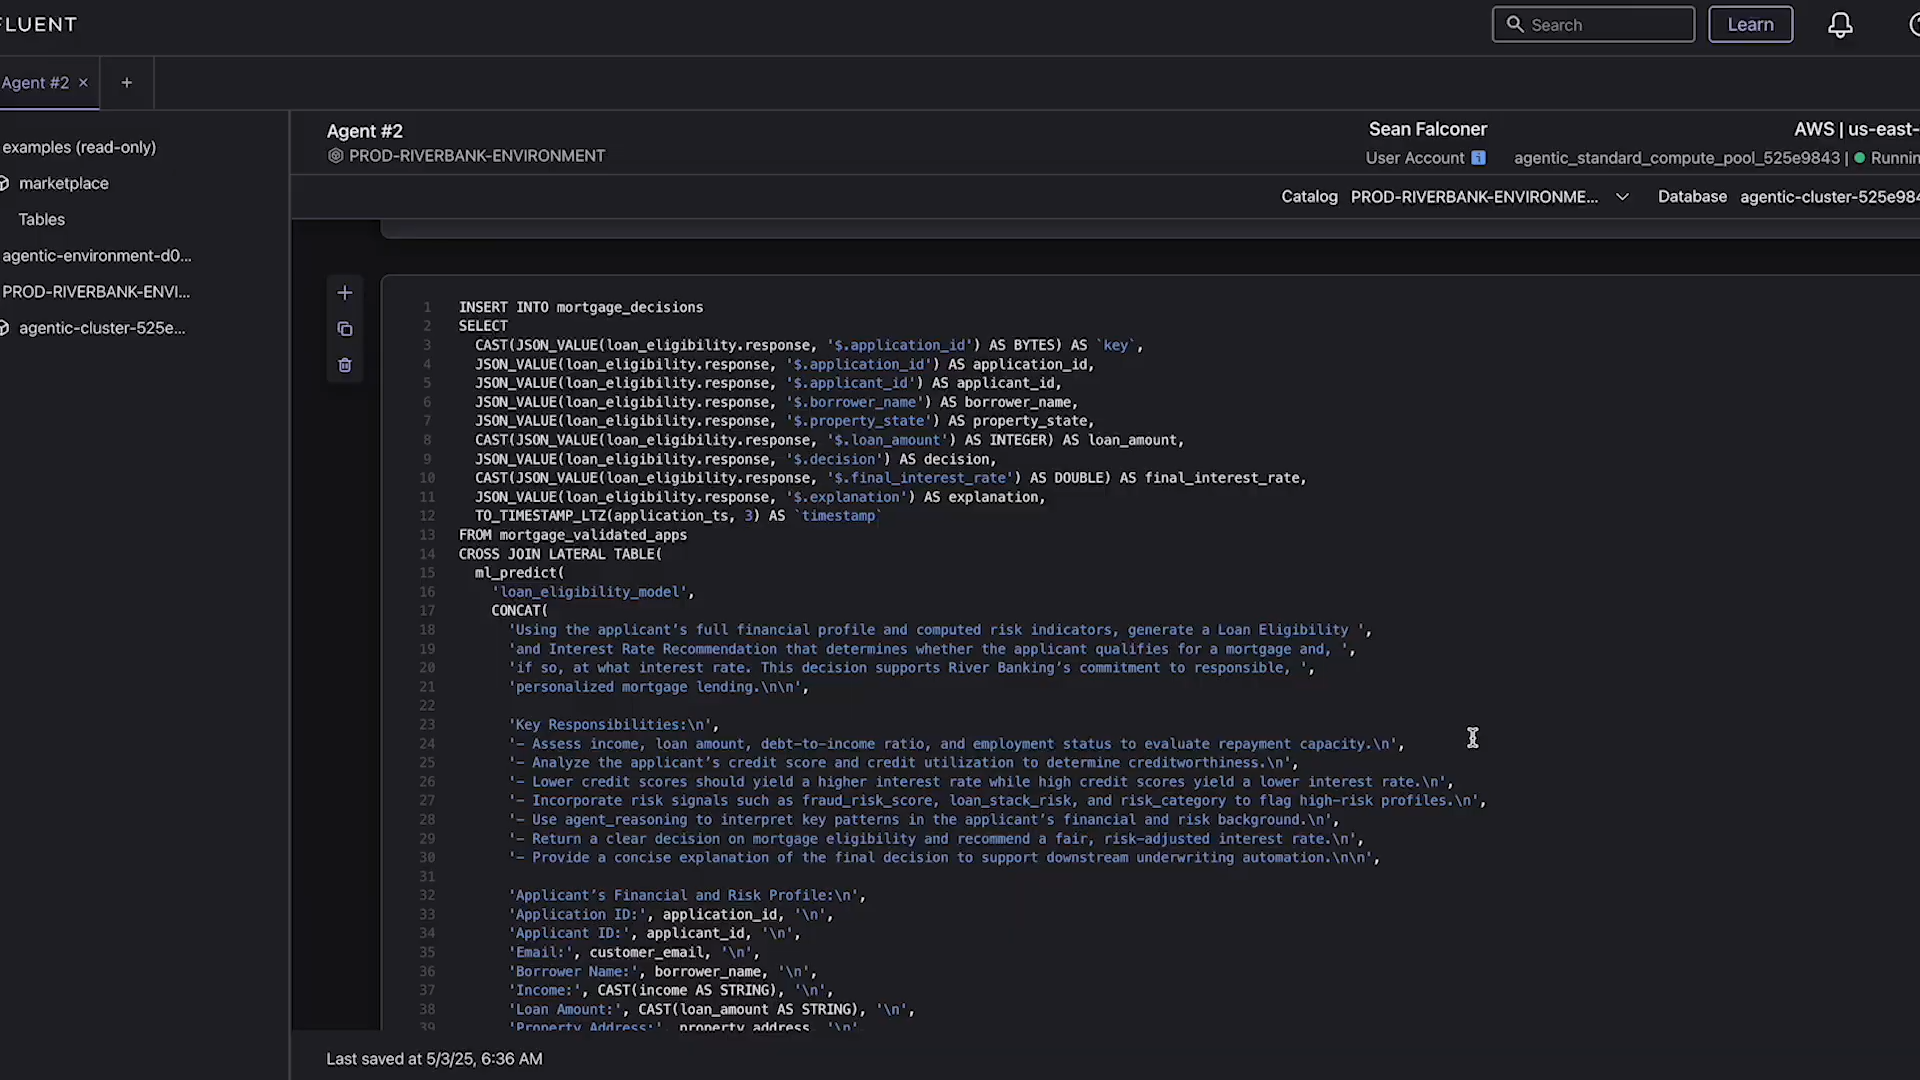 FLUENT
Search
Learn
Agent #2 ×
+
examples (read-only)
marketplace
Tables
agentic-environment-d0...
PROD-RIVERBANK-ENVI...
agentic-cluster-525e...
Agent #2
PROD-RIVERBANK-ENVIRONMENT
Sean Falconer
User Account i
AWS | us-east-
agentic_standard_compute_pool_525e9843 | Runnin
Catalog PROD-RIVERBANK-ENVIRONME... Database agentic-cluster-525e984
1 INSERT INTO mortgage_decisions
2 SELECT
3 CAST(JSON_VALUE(loan_eligibility.response, '$.application_id') AS BYTES) AS `key`,
4 JSON_VALUE(loan_eligibility.response, '$.application_id') AS application_id,
5 JSON_VALUE(loan_eligibility.response, '$.applicant_id') AS applicant_id,
6 JSON_VALUE(loan_eligibility.response, '$.borrower_name') AS borrower_name,
7 JSON_VALUE(loan_eligibility.response, '$.property_state') AS property_state,
8 CAST(JSON_VALUE(loan_eligibility.response, '$.loan_amount') AS INTEGER) AS loan_amount,
9 JSON_VALUE(loan_eligibility.response, '$.decision') AS decision,
10 CAST(JSON_VALUE(loan_eligibility.response, '$.final_interest_rate') AS DOUBLE) AS final_interest_rate,
11 JSON_VALUE(loan_eligibility.response, '$.explanation') AS explanation,
12 TO_TIMESTAMP_LTZ(application_ts, 3) AS `timestamp`
13 FROM mortgage_validated_apps
14 CROSS JOIN LATERAL TABLE(
15 ml_predict(
16 'loan_eligibility_model',
17 CONCAT(
18 'Using the applicant’s full financial profile and computed risk indicators, generate a Loan Eligibility ',
19 'and Interest Rate Recommendation that determines whether the applicant qualifies for a mortgage and, ',
20 'if so, at what interest rate. This decision supports River Banking’s commitment to responsible, ',
21 'personalized mortgage lending.\n\n',
22
23 'Key Responsibilities:\n',
24 '- Assess income, loan amount, debt-to-income ratio, and employment status to evaluate repayment capacity.\n',
25 '- Analyze the applicant’s credit score and credit utilization to determine creditworthiness.\n',
26 '- Lower credit scores should yield a higher interest rate while high credit scores yield a lower interest rate.\n',
27 '- Incorporate risk signals such as fraud_risk_score, loan_stack_risk, and risk_category to flag high-risk profiles.\n',
28 '- Use agent_reasoning to interpret key patterns in the applicant’s financial and risk background.\n',
29 '- Return a clear decision on mortgage eligibility and recommend a fair, risk-adjusted interest rate.\n',
30 '- Provide a concise explanation of the final decision to support downstream underwriting automation.\n\n',
31
32 'Applicant’s Financial and Risk Profile:\n',
33 'Application ID:', application_id, '\n',
34 'Applicant ID:', applicant_id, '\n',
35 'Email:', customer_email, '\n',
36 'Borrower Name:', borrower_name, '\n',
37 'Income:', CAST(income AS STRING), '\n',
38 'Loan Amount:', CAST(loan_amount AS STRING), '\n',
39 'Property Address:', property_address, '\n'
Last saved at 5/3/25, 6:36 AM